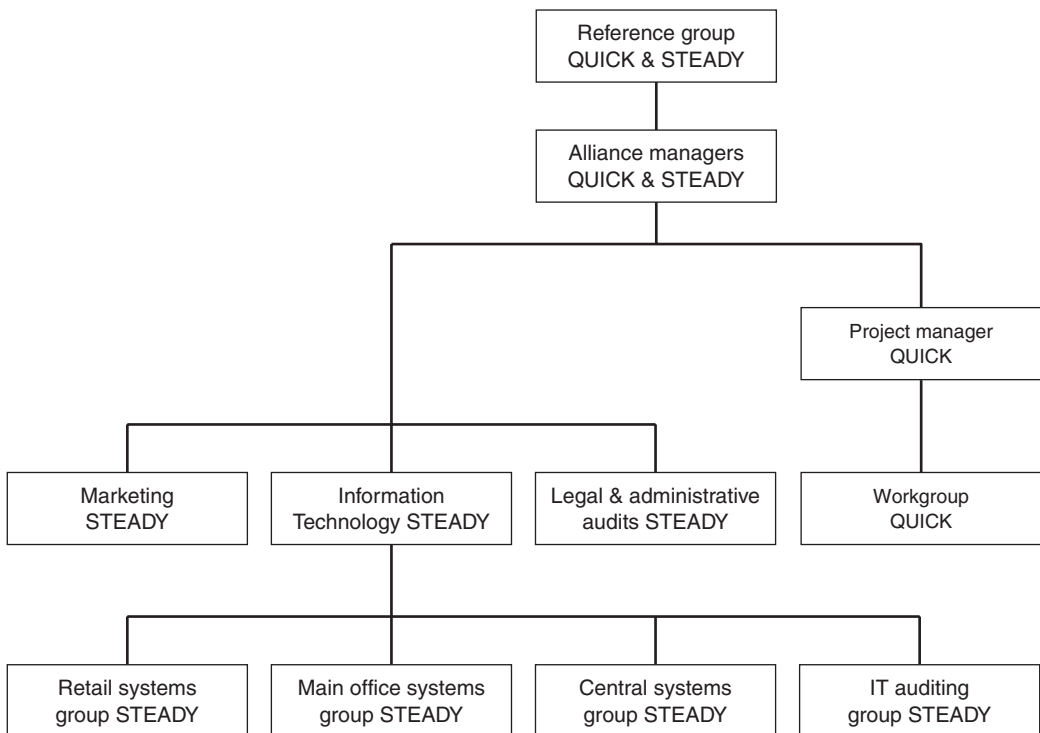 Reference group
QUICK & STEADY
Alliance managers
QUICK & STEADY
Project manager
QUICK
Marketing
STEADY
Information
Technology STEADY
Legal & administrative
audits STEADY
Workgroup
QUICK
Retail systems
group STEADY
Main office systems
group STEADY
Central systems
group STEADY
IT auditing
group STEADY